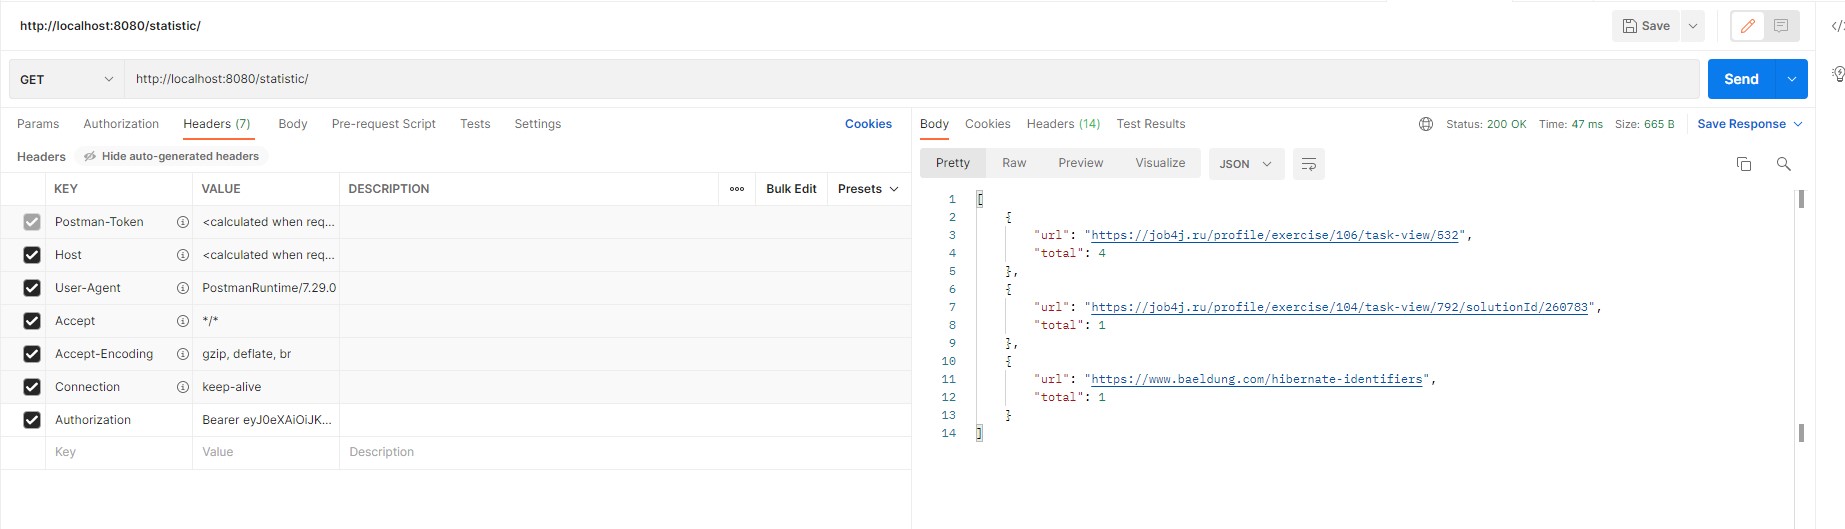 http://localhost:8080/statistic/
Save
GET
http://localhost:8080/statistic/
Send
Params Authorization Headers (7) Body Pre-request Script Tests Settings Cookies
Headers Hide auto-generated headers
KEY VALUE DESCRIPTION Bulk Edit Presets
Postman-Token <calculated when req...
Host <calculated when req...
User-Agent PostmanRuntime/7.29.0
Accept */*
Accept-Encoding gzip, deflate, br
Connection keep-alive
Authorization Bearer eyJ0eXAiOiJK...
Key Value Description
Body Cookies Headers (14) Test Results Status: 200 OK Time: 47 ms Size: 665 B Save Response
Pretty Raw Preview Visualize JSON
1 [
2 {
3 "url": "https://job4j.ru/profile/exercise/106/task-view/532",
4 "total": 4
5 },
6 {
7 "url": "https://job4j.ru/profile/exercise/104/task-view/792/solutionId/260783",
8 "total": 1
9 },
10 {
11 "url": "https://www.baeldung.com/hibernate-identifiers",
12 "total": 1
13 }
14 ]